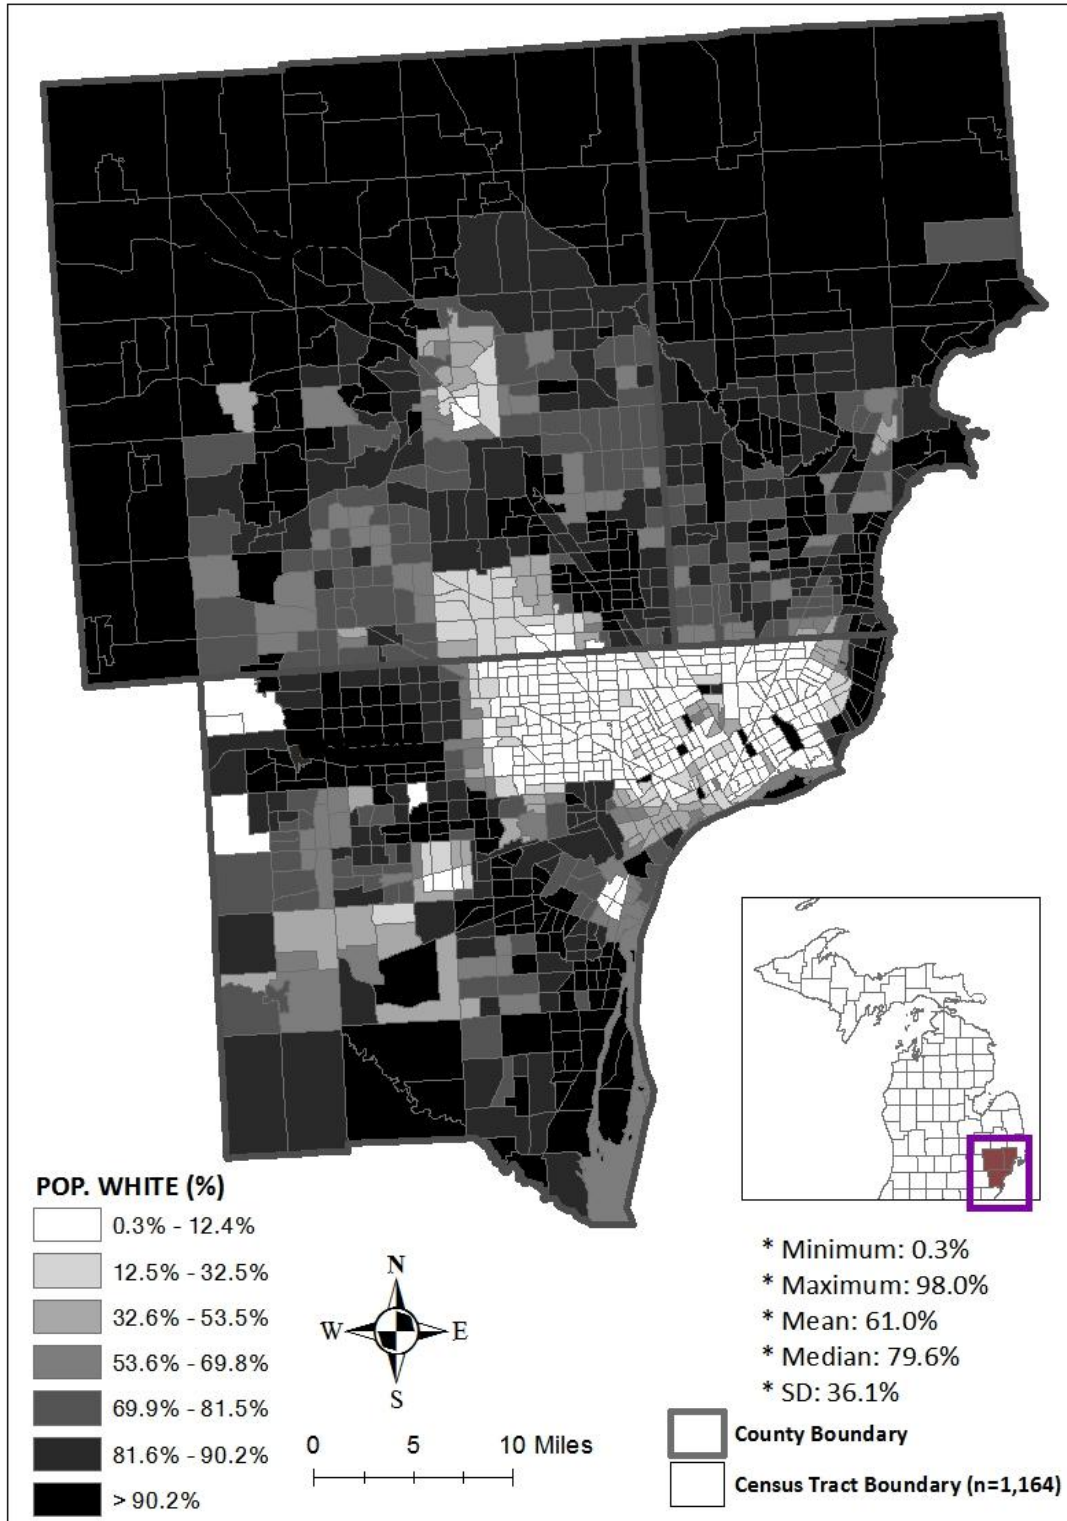 POP. WHITE (%)
0.3% - 12.4%
12.5% - 32.5%
32.6% - 53.5%
53.6% - 69.8%
69.9% - 81.5%
81.6% - 90.2%
> 90.2%
N
W
E
S
0 5 10 Miles
* Minimum: 0.3%
* Maximum: 98.0%
* Mean: 61.0%
* Median: 79.6%
* SD: 36.1%
County Boundary
Census Tract Boundary (n=1,164)